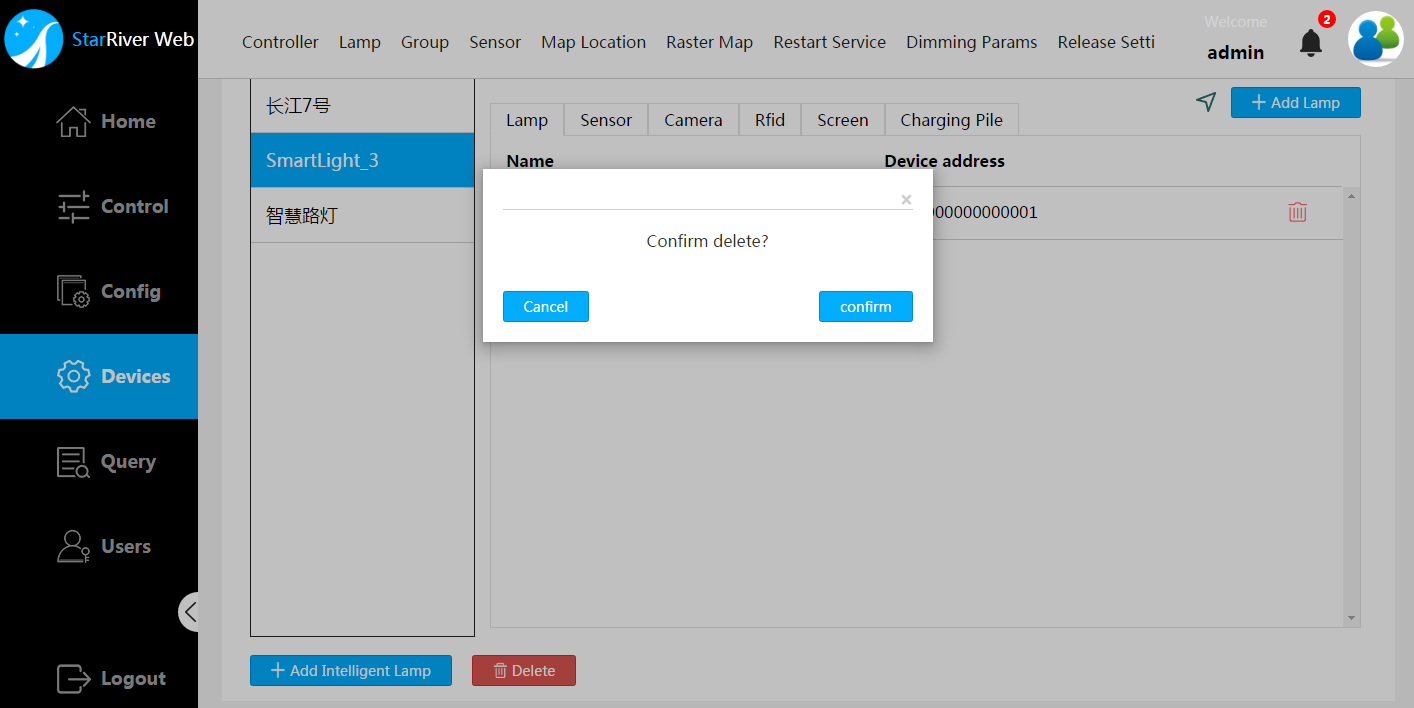 StarRiver Web
Home
Control
Config
Devices
Query
Users
Logout
Controller Lamp Group Sensor Map Location Raster Map Restart Service Dimming Params Release Setti
Welcome
admin
2
长江7号
SmartLight_3
智慧路灯
Add Lamp
Lamp Sensor Camera Rfid Screen Charging Pile
Name Device address
000000000001
×
Confirm delete?
Cancel confirm
Add Intelligent Lamp Delete